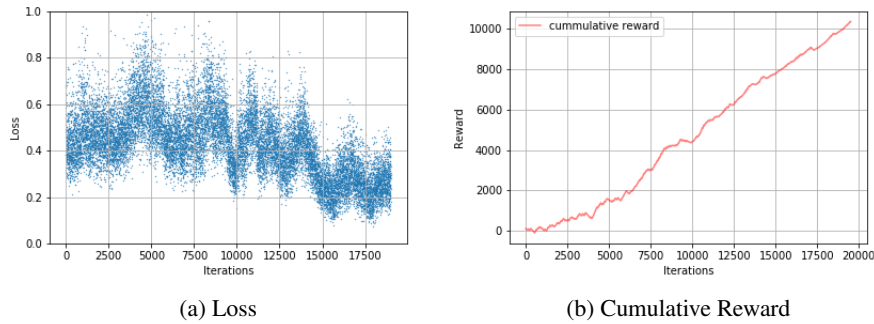 1.0
0.8
0.6
0.4
0.2
0.0
Loss
0 2500 5000 7500 10000 12500 15000 17500
Iterations
(a) Loss
cummulative reward
10000
8000
6000
4000
2000
0
Reward
0 2500 5000 7500 10000 12500 15000 17500 20000
Iterations
(b) Cumulative Reward